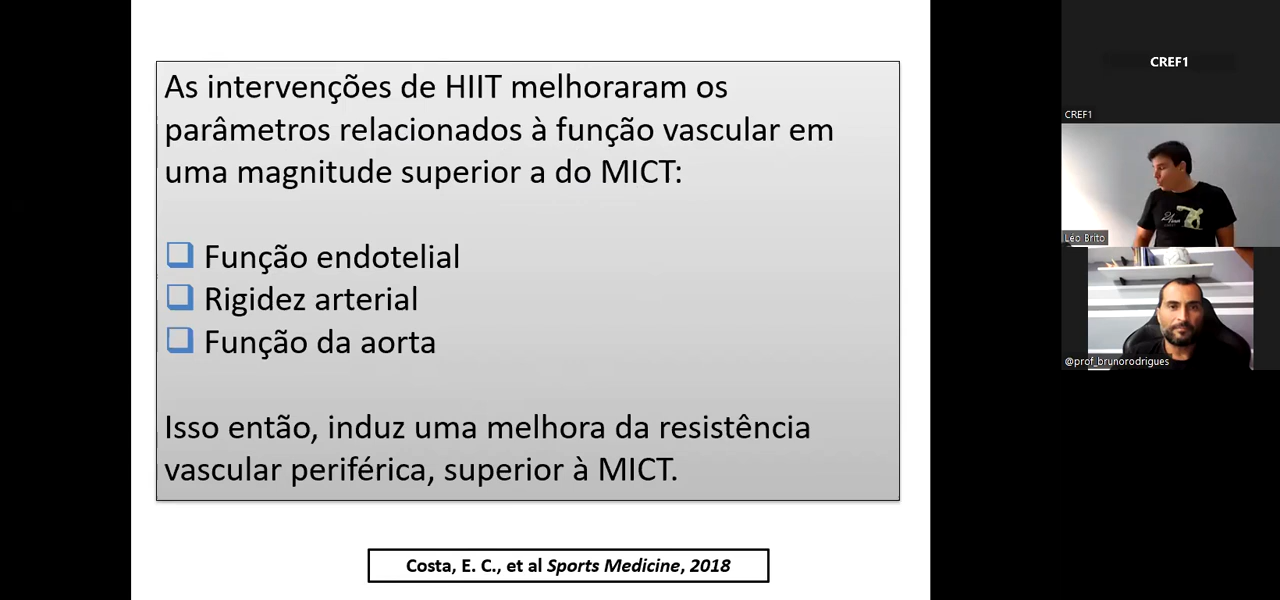 As intervenções de HIIT melhoraram os
parâmetros relacionados à função vascular em
uma magnitude superior a do MICT:
Função endotelial
Rigidez arterial
Função da aorta
Isso então, induz uma melhora da resistência
vascular periférica, superior à MICT.
Costa, E. C., et al Sports Medicine, 2018
CREF1
CREF1
Léo Brito
@prof_brunorodrigues